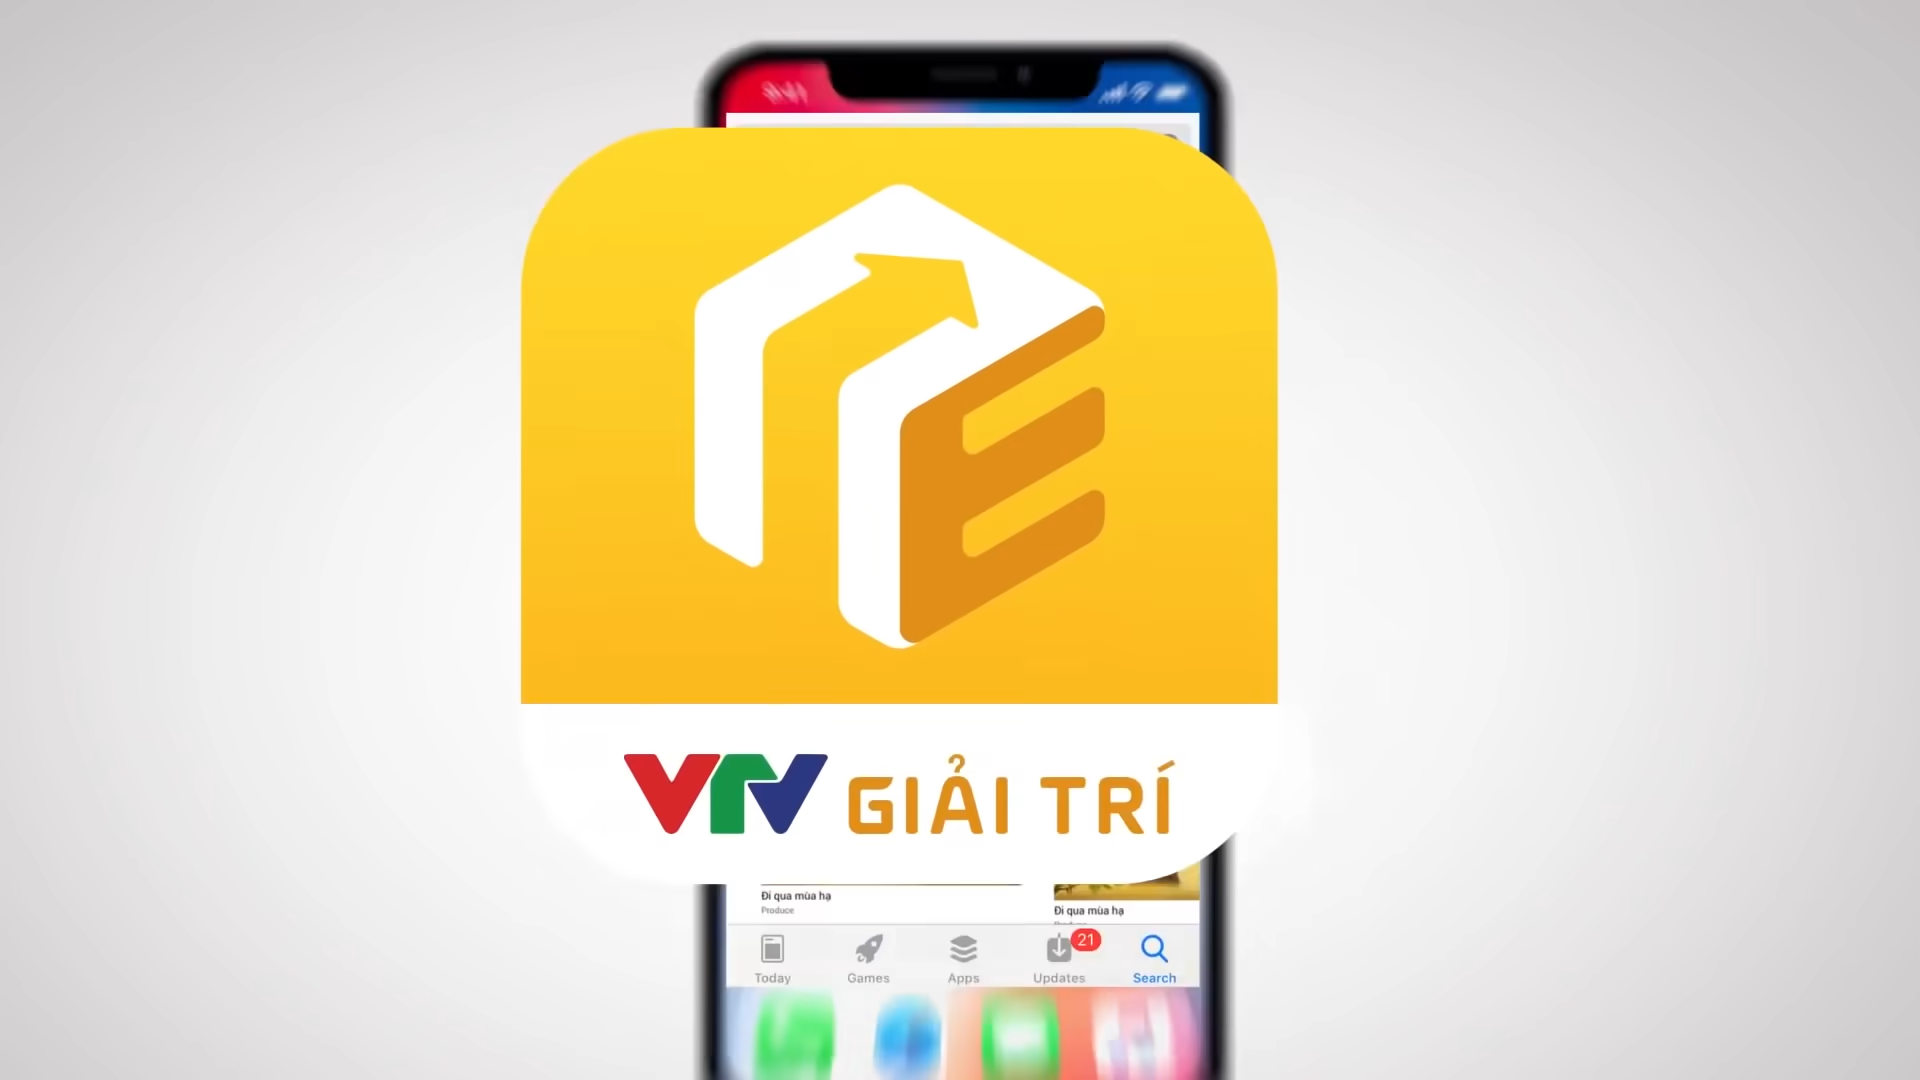 VTV GIẢI TRÍ
Đi qua mùa hạ
Produce
Đi qua mùa hạ
21
Today Games Apps Updates Search